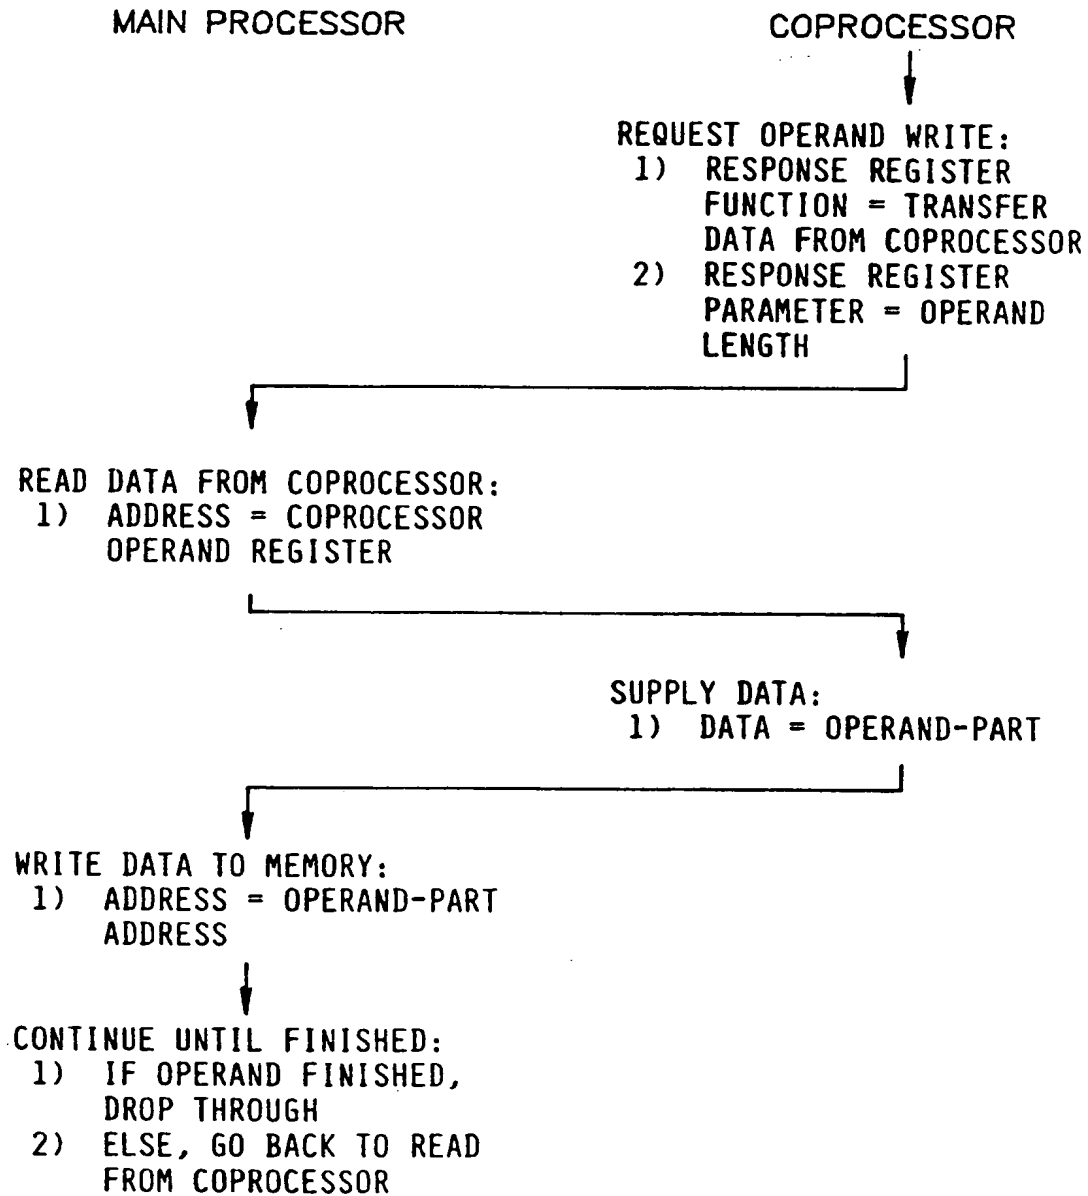 MAIN PROCESSOR
COPROCESSOR
REQUEST OPERAND WRITE:
1) RESPONSE REGISTER
FUNCTION = TRANSFER
DATA FROM COPROCESSOR
2) RESPONSE REGISTER
PARAMETER = OPERAND
LENGTH
READ DATA FROM COPROCESSOR:
1) ADDRESS = COPROCESSOR
OPERAND REGISTER
SUPPLY DATA:
1) DATA = OPERAND-PART
WRITE DATA TO MEMORY:
1) ADDRESS = OPERAND-PART
ADDRESS
CONTINUE UNTIL FINISHED:
1) IF OPERAND FINISHED,
DROP THROUGH
2) ELSE, GO BACK TO READ
FROM COPROCESSOR